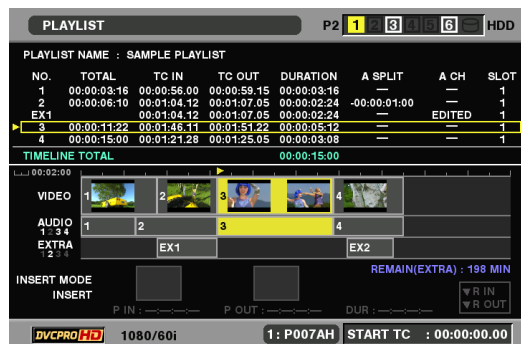 PLAYLIST P2 1 2 3 4 5 6 HDD
PLAYLIST NAME : SAMPLE PLAYLIST
NO. TOTAL TC IN TC OUT DURATION A SPLIT A CH SLOT
1 00:00:03:16 00:00:56.00 00:00:59.15 00:00:03:16 — — 1
2 00:00:06:10 00:01:04.12 00:01:07.05 00:00:02:24 -00:00:01:00 — 1
EX1 00:01:04.12 00:01:07.05 00:00:02:24 — EDITED 1
3 00:00:11:22 00:01:46.11 00:01:51.22 00:00:05:12 — — 1
4 00:00:15:00 00:01:21.28 00:01:25.05 00:00:03:08 — — 1
TIMELINE TOTAL 00:00:15:00
00:02:00
VIDEO 1 2 3 4
AUDIO 1 2 3 4
1 2 3 4
EXTRA EX1 EX2
1 2 3 4
REMAIN(EXTRA) : 198 MIN
INSERT MODE
INSERT
▼R IN
▼R OUT
P IN : —:—:—:— P OUT : —:—:—:— DUR : —:—:—:—
DVCPRO HD 1080/60i 1 : P007AH START TC : 00:00:00.00